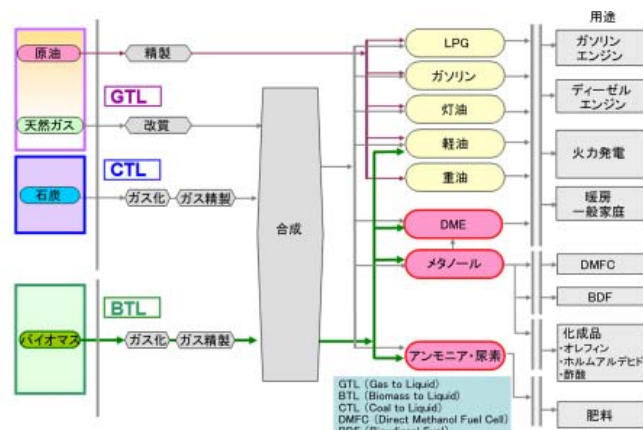 用途
原油
精製
LPG
ガソリン
エンジン
GTL
ガソリン
ディーゼル
エンジン
天然ガス
改質
灯油
CTL
軽油
火力発電
石炭
ガス化
ガス精製
重油
暖房
一般家庭
合成
DME
メタノール
DMFC
BTL
BDF
バイオマス
ガス化
ガス精製
アンモニア・尿素
化成品
・オレフィン
・ホルムアルデヒド
・酢酸
GTL (Gas to Liquid)
BTL (Biomass to Liquid)
CTL (Coal to Liquid)
DMFC (Direct Methanol Fuel Cell)
肥料